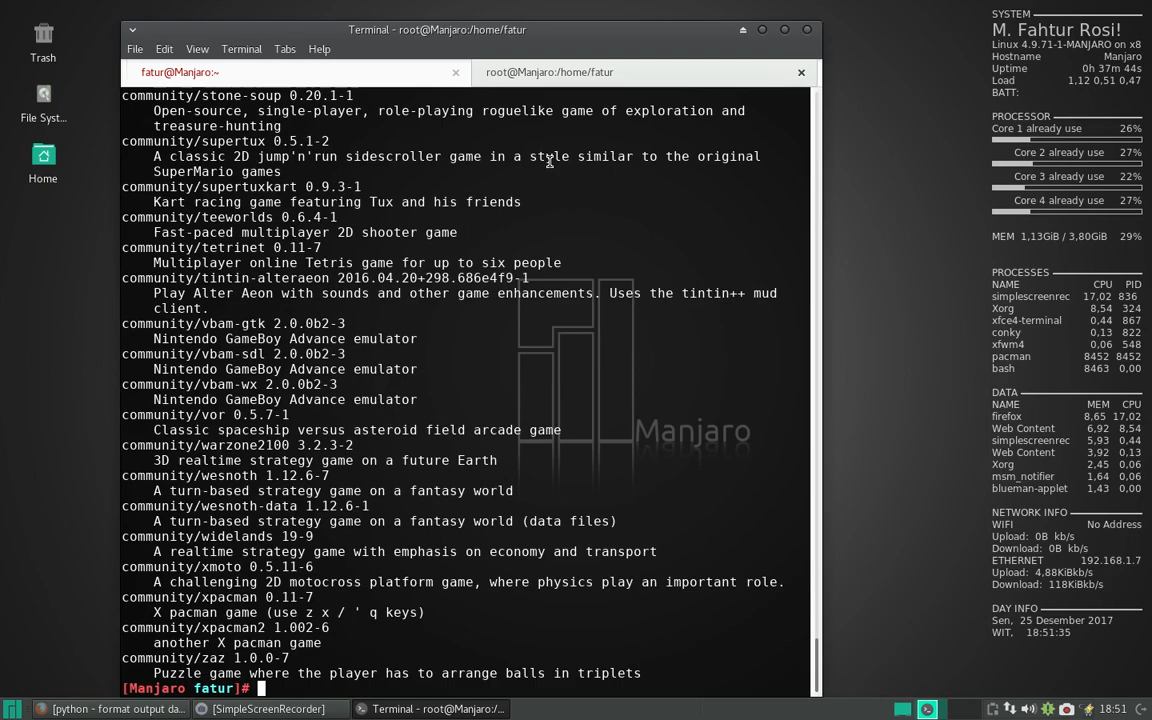 Trash
File Syst...
Home
Terminal - root@Manjaro:/home/fatur
File Edit View Terminal Tabs Help
fatur@Manjaro:~
root@Manjaro:/home/fatur
community/stone-soup 0.20.1-1
Open-source, single-player, role-playing roguelike game of exploration and
treasure-hunting
community/supertux 0.5.1-2
A classic 2D jump'n'run sidescroller game in a style similar to the original
SuperMario games
community/supertuxkart 0.9.3-1
Kart racing game featuring Tux and his friends
community/teeworlds 0.6.4-1
Fast-paced multiplayer 2D shooter game
community/tetrinet 0.11-7
Multiplayer online Tetris game for up to six people
community/tintin-alteraeon 2016.04.20+298.686e4f9-1
Play Alter Aeon with sounds and other game enhancements. Uses the tintin++ mud
client.
community/vbam-gtk 2.0.0b2-3
Nintendo GameBoy Advance emulator
community/vbam-sdl 2.0.0b2-3
Nintendo GameBoy Advance emulator
community/vbam-wx 2.0.0b2-3
Nintendo GameBoy Advance emulator
community/vor 0.5.7-1
Classic spaceship versus asteroid field arcade game
community/warzone2100 3.2.3-2
3D realtime strategy game on a future Earth
community/wesnoth 1.12.6-7
A turn-based strategy game on a fantasy world
community/wesnoth-data 1.12.6-1
A turn-based strategy game on a fantasy world (data files)
community/widelands 19-9
A realtime strategy game with emphasis on economy and transport
community/xmoto 0.5.11-6
A challenging 2D motocross platform game, where physics play an important role.
community/xpacman 0.11-7
X pacman game (use z x / ' q keys)
community/xpacman2 1.002-6
another X pacman game
community/zaz 1.0.0-7
Puzzle game where the player has to arrange balls in triplets
[Manjaro fatur]#
Manjaro
SYSTEM
M. Fahtur Rosi!
Linux 4.9.71-1-MANJARO on x8
Hostname Manjaro
Uptime 0h 37m 44s
Load 1,12 0,51 0,47
BATT:
PROCESSOR
Core 1 already use 26%
Core 2 already use 27%
Core 3 already use 22%
Core 4 already use 27%
MEM 1,13GiB / 3,80GiB 29%
PROCESSES
NAME CPU PID
simplescreenrec 17,02 836
Xorg 8,54 324
xfce4-terminal 0,44 867
conky 0,13 822
xfwm4 0,06 548
pacman 8452 8452
bash 8463 0,00
DATA
NAME MEM CPU
firefox 8,65 17,02
Web Content 6,92 8,54
simplescreenrec 5,93 0,44
Web Content 3,92 0,13
Xorg 2,45 0,06
msm_notifier 1,64 0,06
blueman-applet 1,43 0,00
NETWORK INFO
WIFI No Address
Upload: 0B kb/s
Download: 0B kb/s
ETHERNET 192.168.1.7
Upload: 4,88KiBkb/s
Download: 118KiBkb/s
DAY INFO
Sen, 25 Desember 2017
WIT, 18:51:35
[python - format output da...
[SimpleScreenRecorder]
Terminal - root@Manjaro:/...
18:51